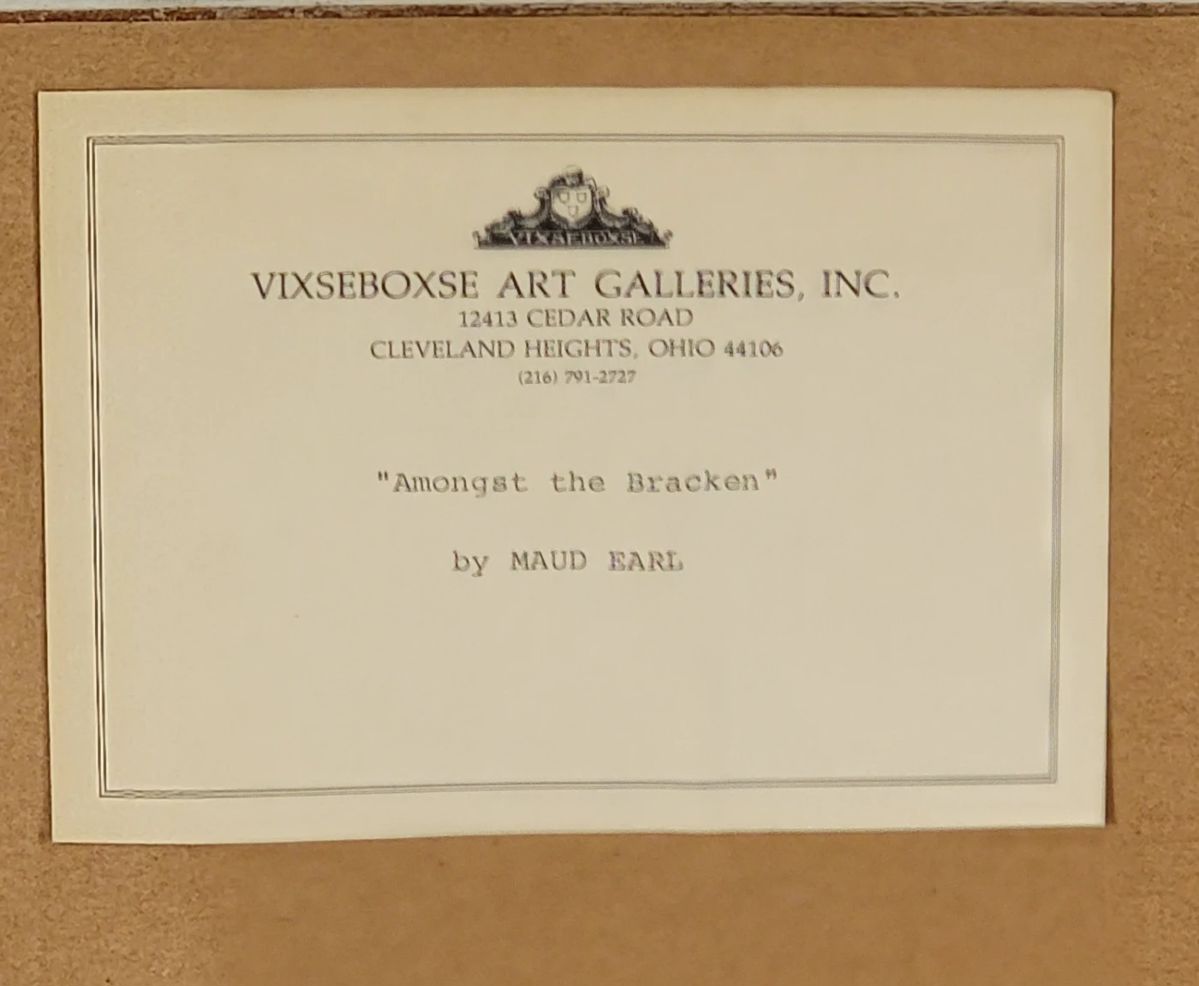 VIXSEBOXSE
VIXSEBOXSE ART GALLERIES, INC.
12413 CEDAR ROAD
CLEVELAND HEIGHTS, OHIO 44106
(216) 791-2727
"Amongst the Bracken"
by MAUD EARL